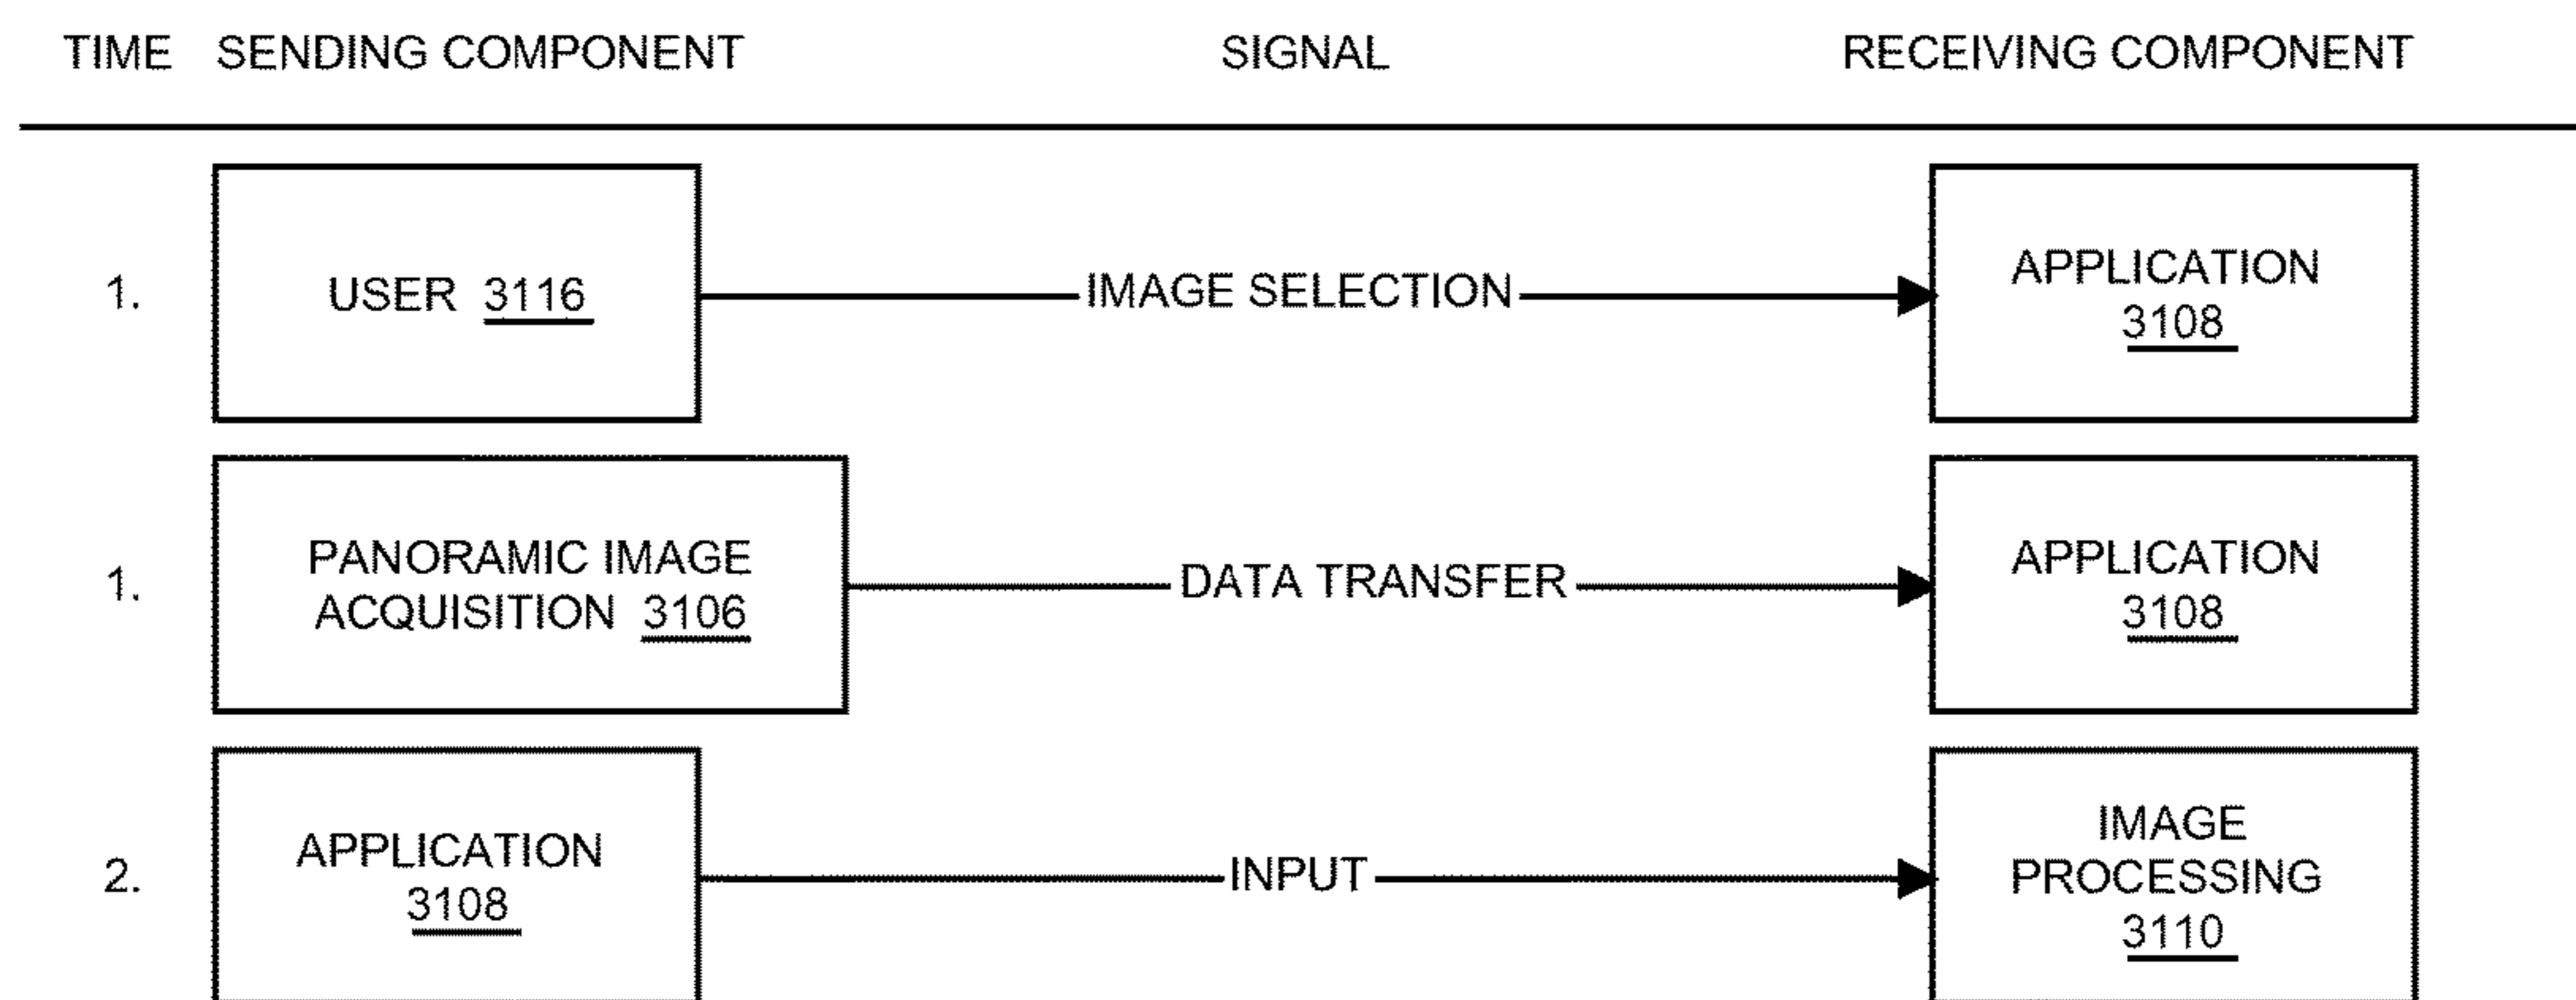 TIME SENDING COMPONENT SIGNAL RECEIVING COMPONENT
1. USER 3116 IMAGE SELECTION APPLICATION
3108
1. PANORAMIC IMAGE
ACQUISITION 3106 DATA TRANSFER APPLICATION
3108
2. APPLICATION
3108 INPUT IMAGE
PROCESSING
3110